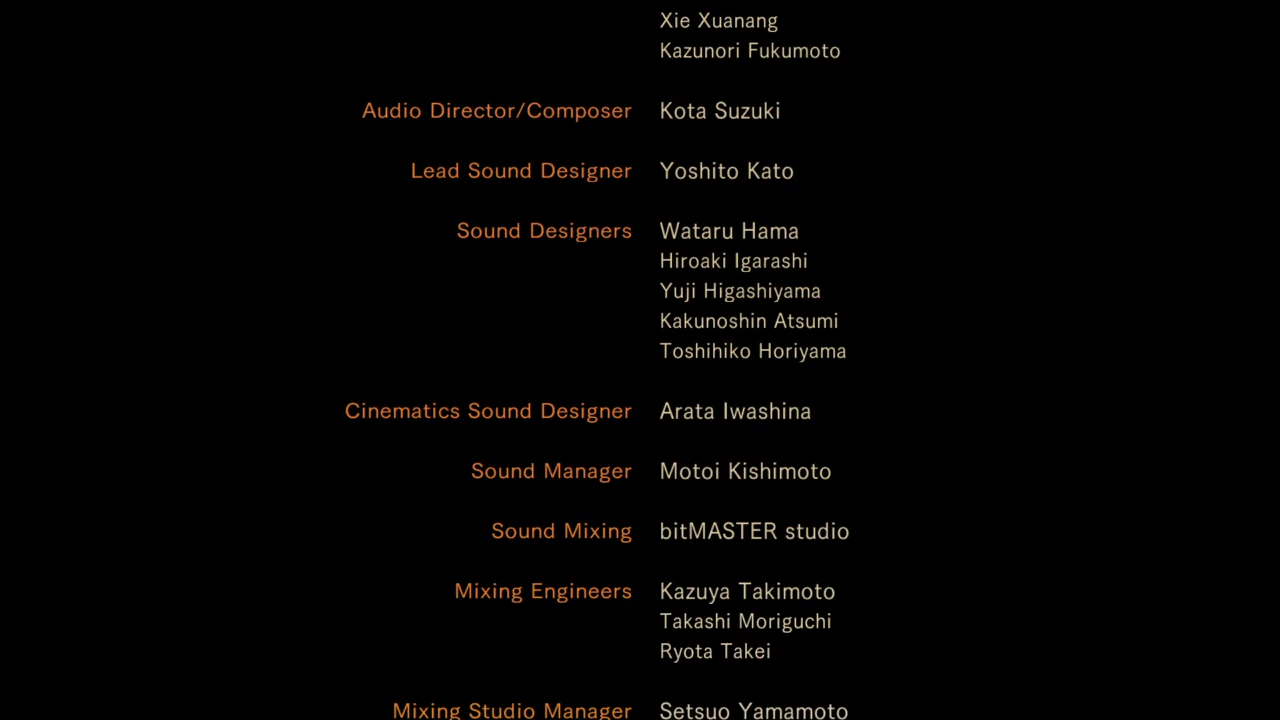 Xie Xuanang
Kazunori Fukumoto
Audio Director/Composer Kota Suzuki
Lead Sound Designer Yoshito Kato
Sound Designers Wataru Hama
Hiroaki Igarashi
Yuji Higashiyama
Kakunoshin Atsumi
Toshihiko Horiyama
Cinematics Sound Designer Arata Iwashina
Sound Manager Motoi Kishimoto
Sound Mixing bitMASTER studio
Mixing Engineers Kazuya Takimoto
Takashi Moriguchi
Ryota Takei
Mixing Studio Manager Setsuo Yamamoto